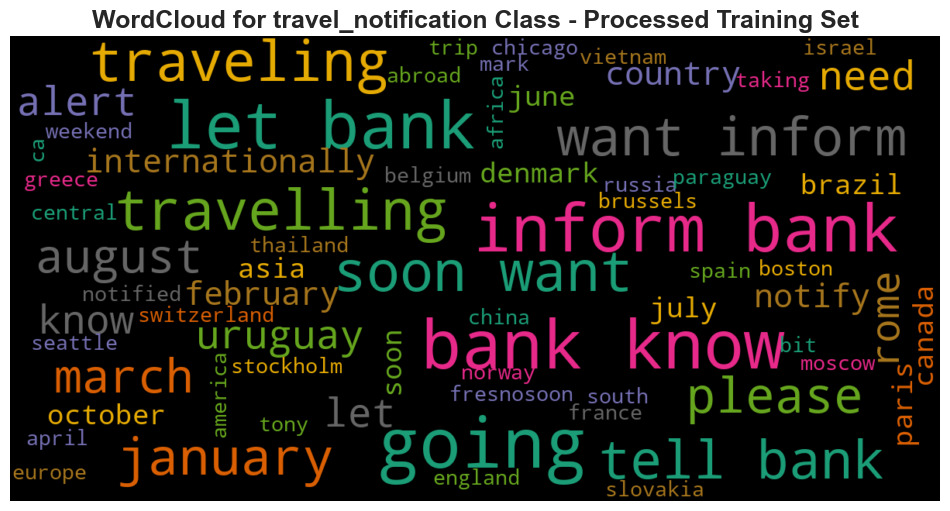 WordCloud for travel_notification Class - Processed Training Set
traveling
trip
chicago
mark
vietnam
israel
abroad
country
taking
need
alert
let bank
africa
june
want inform
weekend
ca
internationally
greece
belgium
denmark
russia
paraguay
brazil
brussels
central
travelling
inform bank
august
thailand
asia
soon want
spain
boston
notified
february
notify
rome
canada
know
switzerland
uruguay
july
china
seattle
soon
bank know
bit
moscow
march
america
stockholm
norway
fresnosoon
south
please
paris
october
tony
let
france
april
going
tell bank
europe
january
england
slovakia